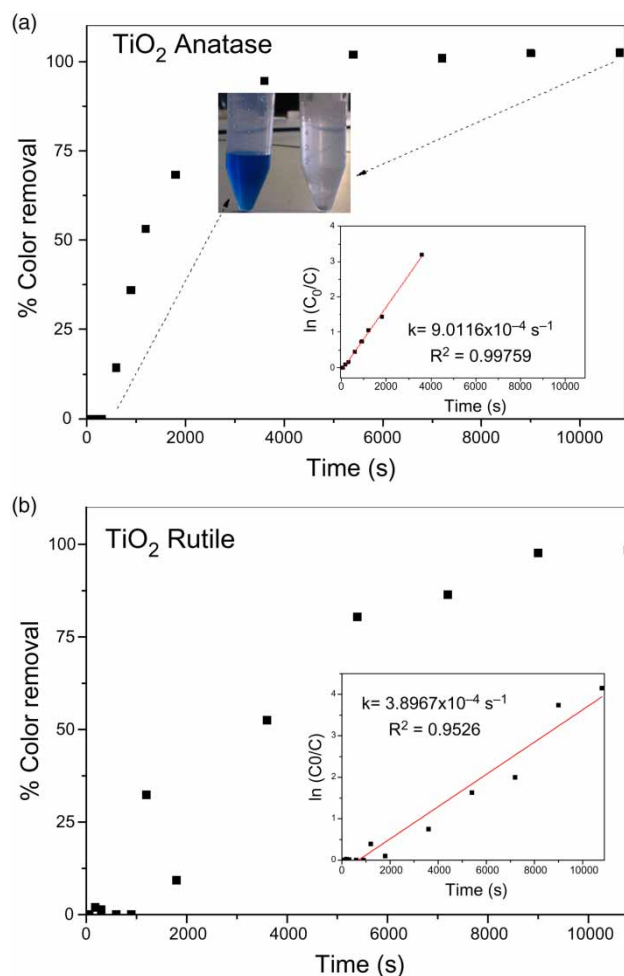 (a)
TiO₂ Anatase
% Color removal
100
75
50
25
0
0 2000 4000 6000 8000 10000
Time (s)
ln (C₀/C)
4
3
2
1
0
k= 9.0116x10⁻⁴ s⁻¹
R² = 0.99759
0 2000 4000 6000 8000 10000
Time (s)
(b)
TiO₂ Rutile
% Color removal
100
75
50
25
0
0 2000 4000 6000 8000 10000
Time (s)
ln (C0/C)
4
3
2
1
0
k= 3.8967x10⁻⁴ s⁻¹
R² = 0.9526
0 2000 4000 6000 8000 10000
Time (s)